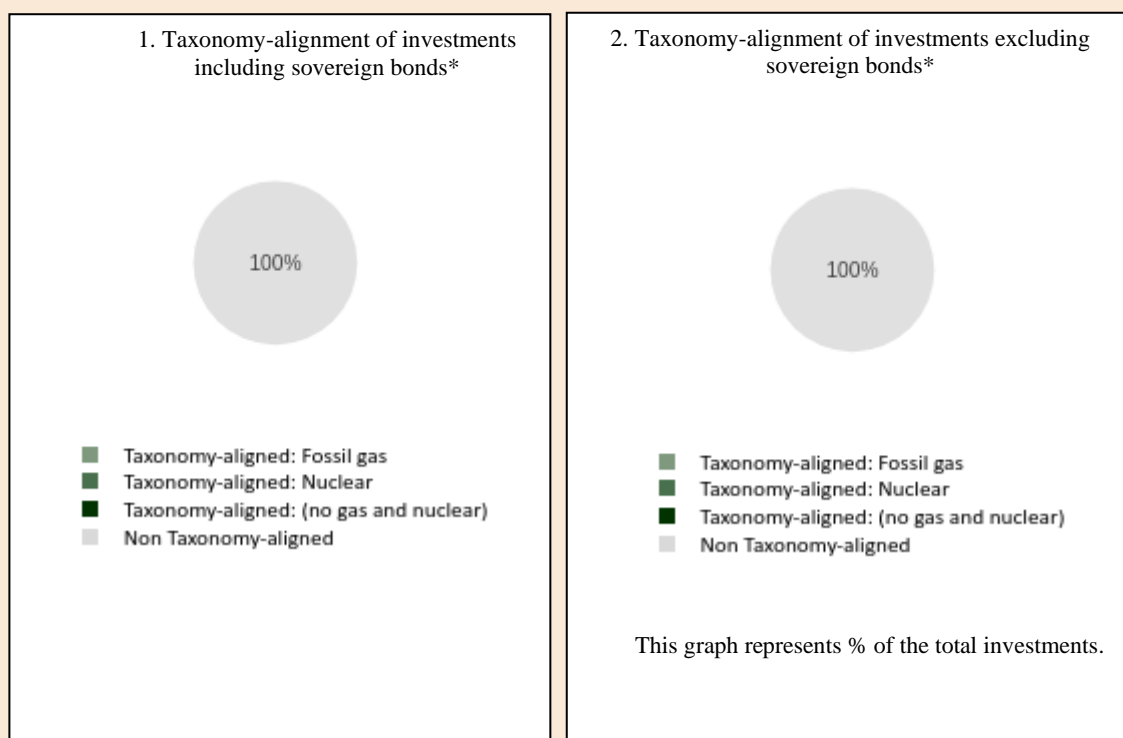 1. Taxonomy-alignment of investments
including sovereign bonds*
100%
Taxonomy-aligned: Fossil gas
Taxonomy-aligned: Nuclear
Taxonomy-aligned: (no gas and nuclear)
Non Taxonomy-aligned
2. Taxonomy-alignment of investments excluding
sovereign bonds*
100%
Taxonomy-aligned: Fossil gas
Taxonomy-aligned: Nuclear
Taxonomy-aligned: (no gas and nuclear)
Non Taxonomy-aligned
This graph represents % of the total investments.